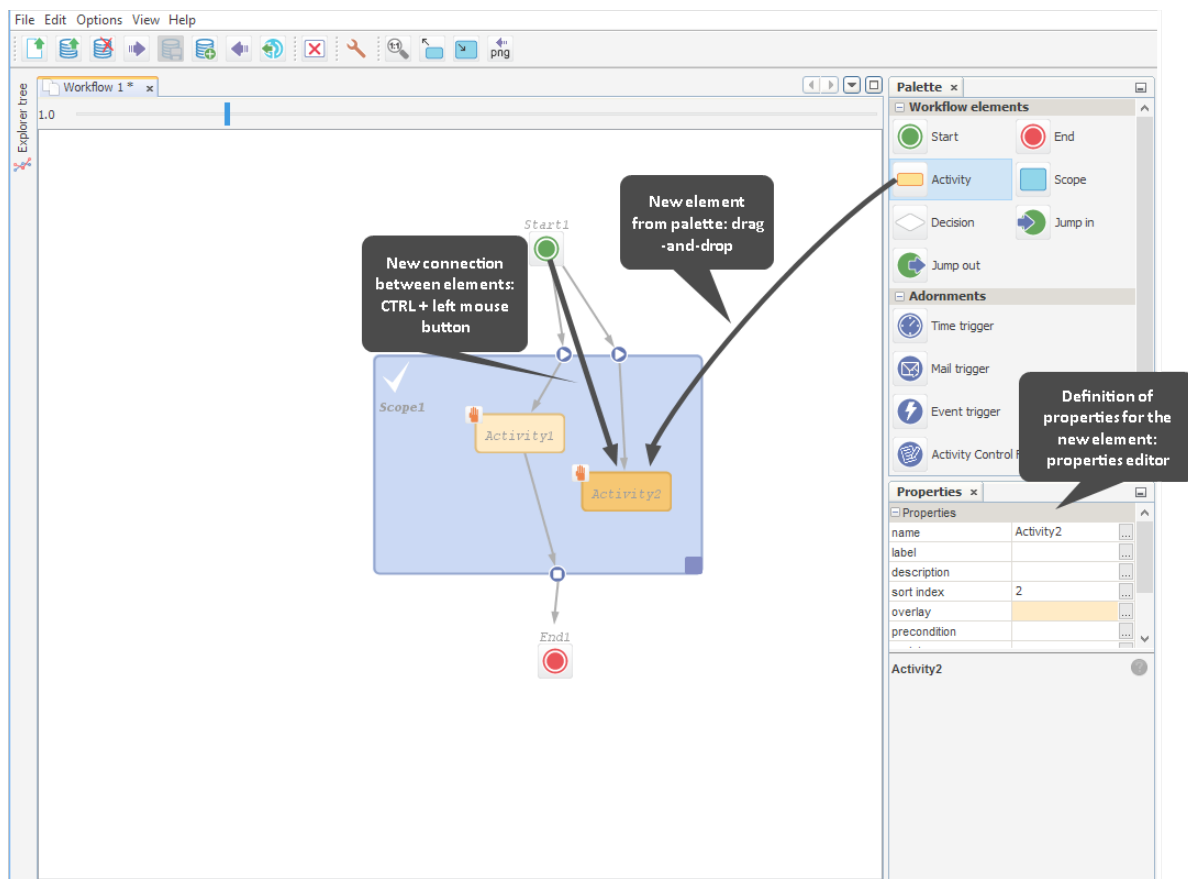 File Edit Options View Help
1:1
png
Explorer tree
Workflow 1 *
1.0
Start1
New connection
between elements:
CTRL + left mouse
button
New element
from palette: drag
-and-drop
Scope1
Activity1
Activity2
End1
Palette
Workflow elements
Start
End
Activity
Scope
Decision
Jump in
Jump out
Adornments
Time trigger
Mail trigger
Event trigger
Activity Control
Definition of
properties for the
new element:
properties editor
Properties
Properties
name Activity2 ...
label ...
description ...
sort index 2 ...
overlay ...
precondition ...
Activity2
?